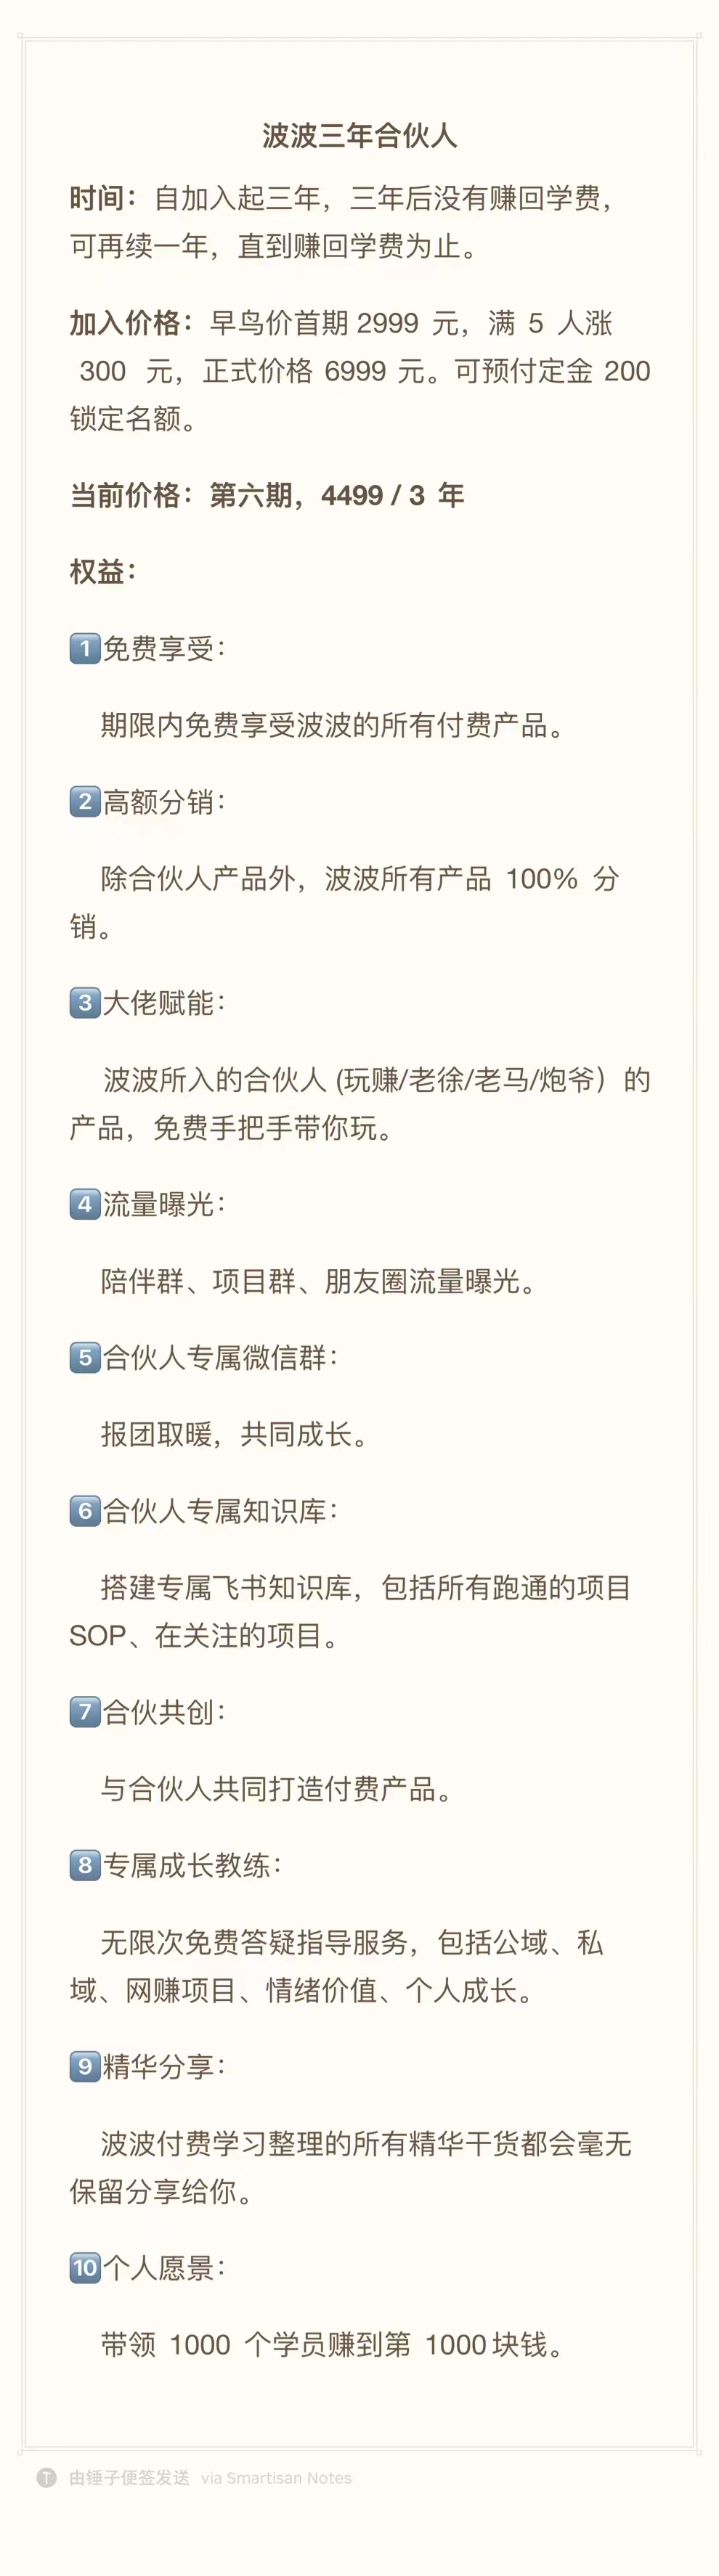 波波三年合伙人
时间：自加入起三年，三年后没有赚回学费，
可再续一年，直到赚回学费为止。
加入价格：早鸟价首期 2999 元，满 5 人涨
300 元，正式价格 6999 元。可预付定金 200
锁定名额。
当前价格：第六期，4499 / 3 年
权益：
1️⃣免费享受：
期限内免费享受波波的所有付费产品。
2️⃣高额分销：
除合伙人产品外，波波所有产品 100% 分
销。
3️⃣大佬赋能：
波波所入的合伙人 (玩赚/老徐/老马/炮爷）的
产品，免费手把手带你玩。
4️⃣流量曝光：
陪伴群、项目群、朋友圈流量曝光。
5️⃣合伙人专属微信群：
报团取暖，共同成长。
6️⃣合伙人专属知识库：
搭建专属飞书知识库，包括所有跑通的项目
SOP、在关注的项目。
7️⃣合伙共创：
与合伙人共同打造付费产品。
8️⃣专属成长教练：
无限次免费答疑指导服务，包括公域、私
域、网赚项目、情绪价值、个人成长。
9️⃣精华分享：
波波付费学习整理的所有精华干货都会毫无
保留分享给你。
🔟个人愿景：
带领 1000 个学员赚到第 1000块钱。
T 由锤子便签发送 via Smartisan Notes